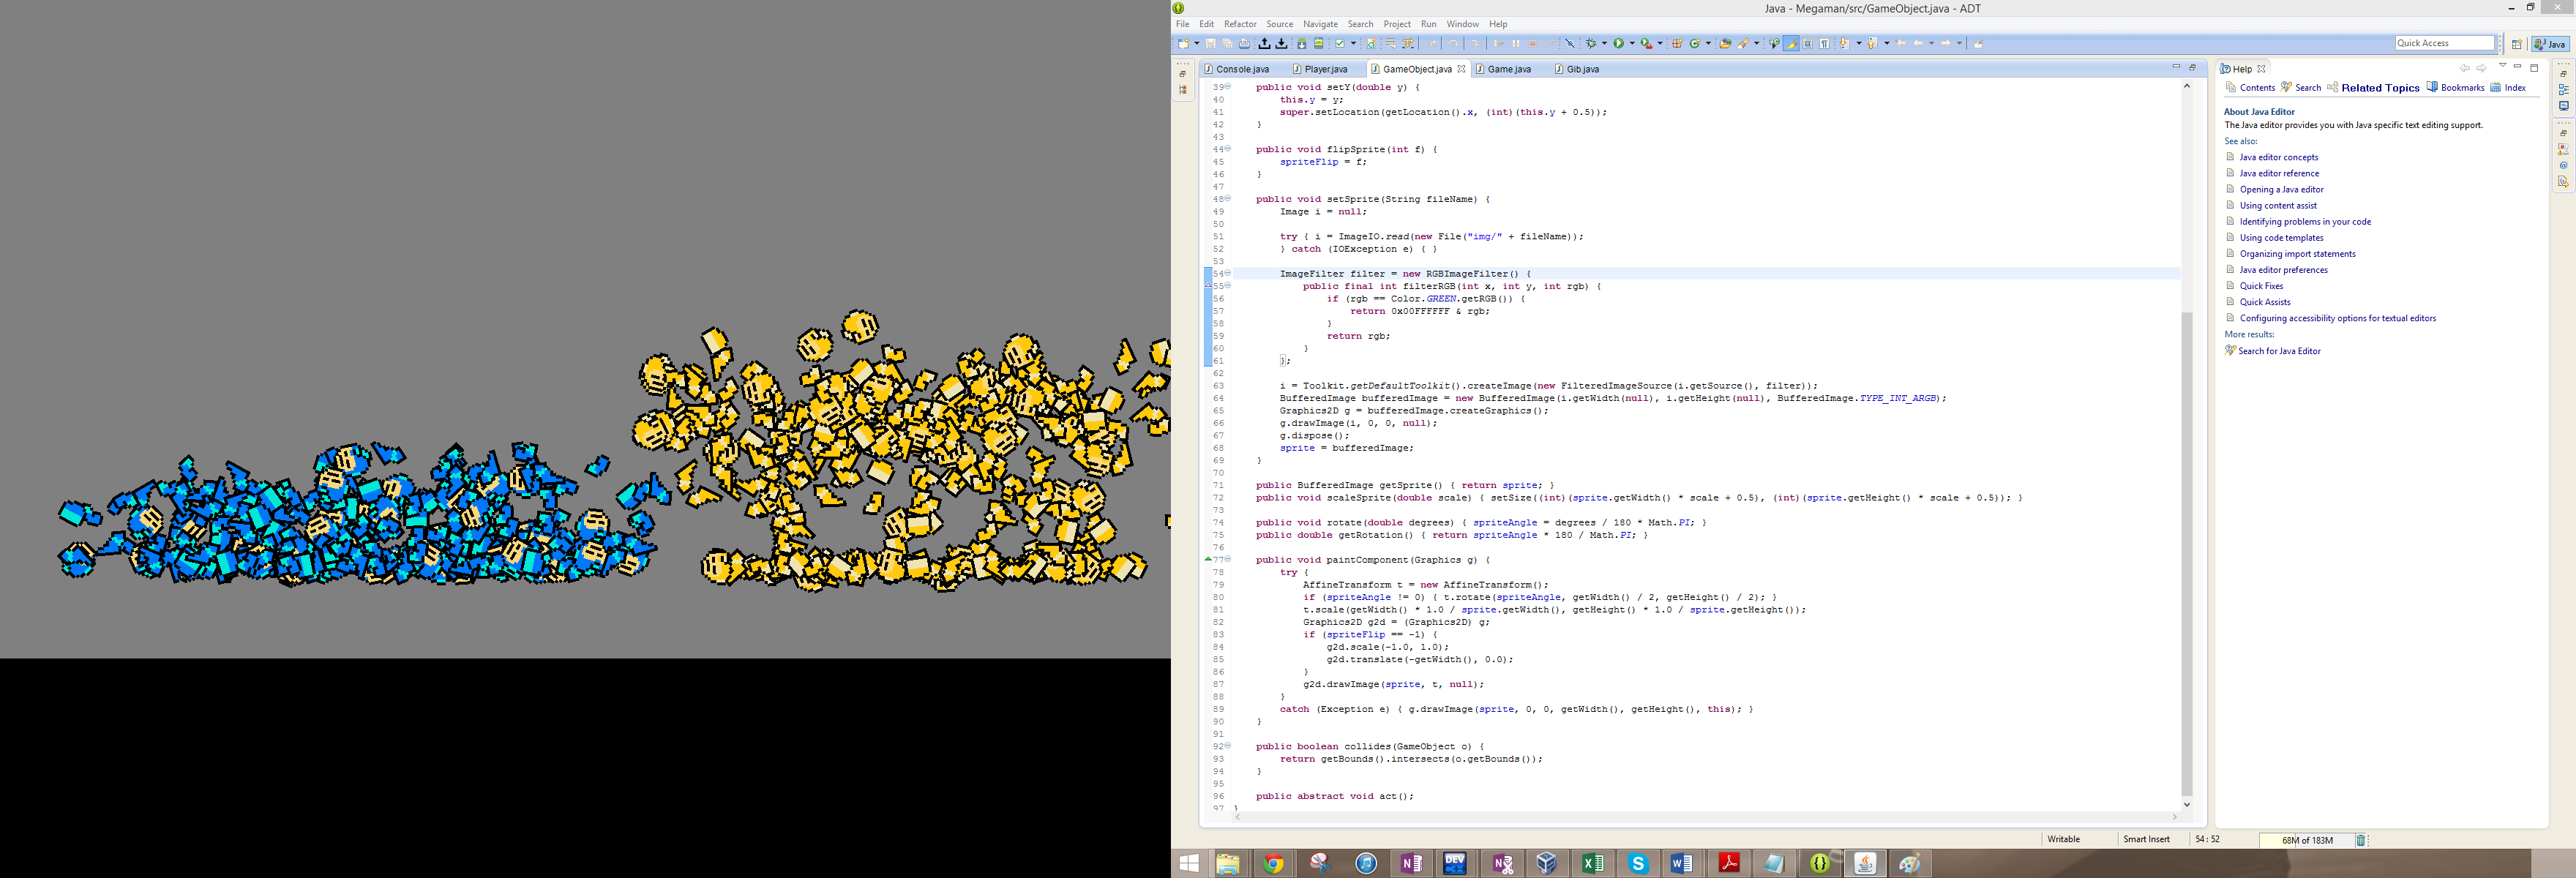 Java - Megaman/src/GameObject.java - ADT
File Edit Refactor Source Navigate Search Project Run Window Help
Quick Access
Java
Console.java Player.java GameObject.java Game.java Gib.java
39 public void setY(double y) {
40 this.y = y;
41 super.setLocation(getLocation().x, (int)(this.y + 0.5));
42 }
43
44 public void flipSprite(int f) {
45 spriteFlip = f;
46 }
47
48 public void setSprite(String fileName) {
49 Image i = null;
50
51 try { i = ImageIO.read(new File("img/" + fileName));
52 } catch (IOException e) { }
53
54 ImageFilter filter = new RGBImageFilter() {
55 public final int filterRGB(int x, int y, int rgb) {
56 if (rgb == Color.GREEN.getRGB()) {
57 return 0x00FFFFFF & rgb;
58 }
59 return rgb;
60 }
61 };
62
63 i = Toolkit.getDefaultToolkit().createImage(new FilteredImageSource(i.getSource(), filter));
64 BufferedImage bufferedImage = new BufferedImage(i.getWidth(null), i.getHeight(null), BufferedImage.TYPE_INT_ARGB);
65 Graphics2D g = bufferedImage.createGraphics();
66 g.drawImage(i, 0, 0, null);
67 g.dispose();
68 sprite = bufferedImage;
69 }
70
71 public BufferedImage getSprite() { return sprite; }
72 public void scaleSprite(double scale) { setSize((int)(sprite.getWidth() * scale + 0.5), (int)(sprite.getHeight() * scale + 0.5)); }
73
74 public void rotate(double degrees) { spriteAngle = degrees / 180 * Math.PI; }
75 public double getRotation() { return spriteAngle * 180 / Math.PI; }
76
77 public void paintComponent(Graphics g) {
78 try {
79 AffineTransform t = new AffineTransform();
80 if (spriteAngle != 0) { t.rotate(spriteAngle, getWidth() / 2, getHeight() / 2); }
81 t.scale(getWidth() * 1.0 / sprite.getWidth(), getHeight() * 1.0 / sprite.getHeight());
82 Graphics2D g2d = (Graphics2D) g;
83 if (spriteFlip == -1) {
84 g2d.scale(-1.0, 1.0);
85 g2d.translate(-getWidth(), 0.0);
86 }
87 g2d.drawImage(sprite, t, null);
88 }
89 catch (Exception e) { g.drawImage(sprite, 0, 0, getWidth(), getHeight(), this); }
90 }
91
92 public boolean collides(GameObject o) {
93 return getBounds().intersects(o.getBounds());
94 }
95
96 public abstract void act();
97 }
Help
Contents Search Related Topics Bookmarks Index
About Java Editor
The Java editor provides you with Java specific text editing support.
See also:
Java editor concepts
Java editor reference
Opening a Java editor
Using content assist
Identifying problems in your code
Using code templates
Organizing import statements
Java editor preferences
Quick Fixes
Quick Assists
Configuring accessibility options for textual editors
More results:
Search for Java Editor
Writable Smart Insert 54 : 52 68M of 183M